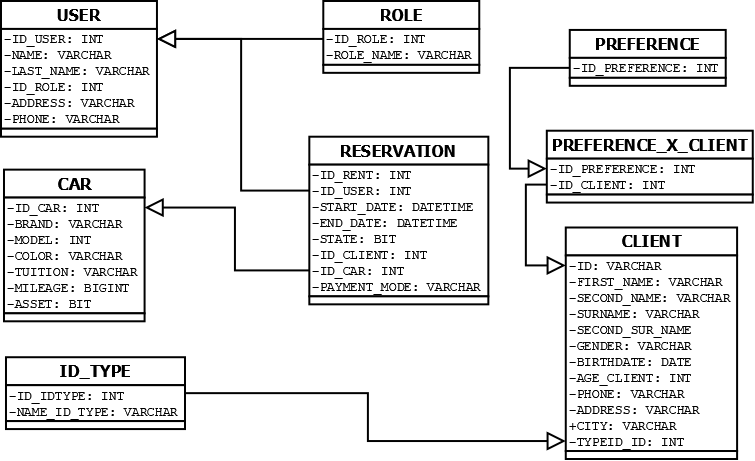 USER
-ID_USER: INT
-NAME: VARCHAR
-LAST_NAME: VARCHAR
-ID_ROLE: INT
-ADDRESS: VARCHAR
-PHONE: VARCHAR
ROLE
-ID_ROLE: INT
-ROLE_NAME: VARCHAR
PREFERENCE
-ID_PREFERENCE: INT
RESERVATION
-ID_RENT: INT
-ID_USER: INT
-START_DATE: DATETIME
-END_DATE: DATETIME
-STATE: BIT
-ID_CLIENT: INT
-ID_CAR: INT
-PAYMENT_MODE: VARCHAR
PREFERENCE_X_CLIENT
-ID_PREFERENCE: INT
-ID_CLIENT: INT
CAR
-ID_CAR: INT
-BRAND: VARCHAR
-MODEL: INT
-COLOR: VARCHAR
-TUITION: VARCHAR
-MILEAGE: BIGINT
-ASSET: BIT
CLIENT
-ID: VARCHAR
-FIRST_NAME: VARCHAR
-SECOND_NAME: VARCHAR
-SURNAME: VARCHAR
-SECOND_SUR_NAME
-GENDER: VARCHAR
-BIRTHDATE: DATE
-AGE_CLIENT: INT
-PHONE: VARCHAR
-ADDRESS: VARCHAR
+CITY: VARCHAR
-TYPEID_ID: INT
ID_TYPE
-ID_IDTYPE: INT
-NAME_ID_TYPE: VARCHAR